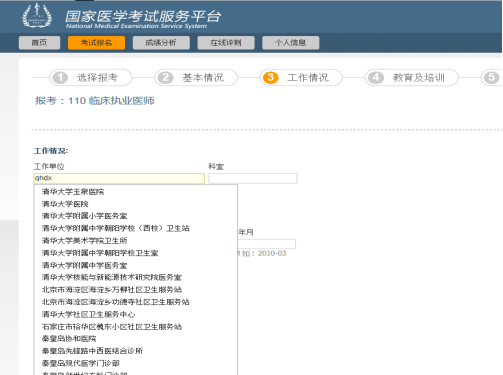 国家医学考试服务平台
National Medical Examination Service System
首页 考试报名 成绩分析 在线评测 个人信息
1 选择报考 2 基本情况 3 工作情况 4 教育及培训 5
报考：110 临床执业医师
工作情况:
工作单位 科室
qhdx
清华大学玉泉医院
清华大学医院
清华大学附属小学医务室
清华大学附属中学朝阳学校（西校）卫生站
年月
清华大学美术学院卫生所
清华大学附属中学朝阳学校卫生室
如：2010-03
清华大学附属中学医务室
清华大学核能与新能源技术研究院医务室
北京市海淀区海淀乡万柳社区卫生服务站
北京市海淀区海淀乡功德寺社区卫生服务站
清华大学社区卫生服务中心
石家庄市裕华区槐东小区社区卫生服务站
秦皇岛协和医院
秦皇岛先锋路中西医结合诊所
秦皇岛现代医学门诊部